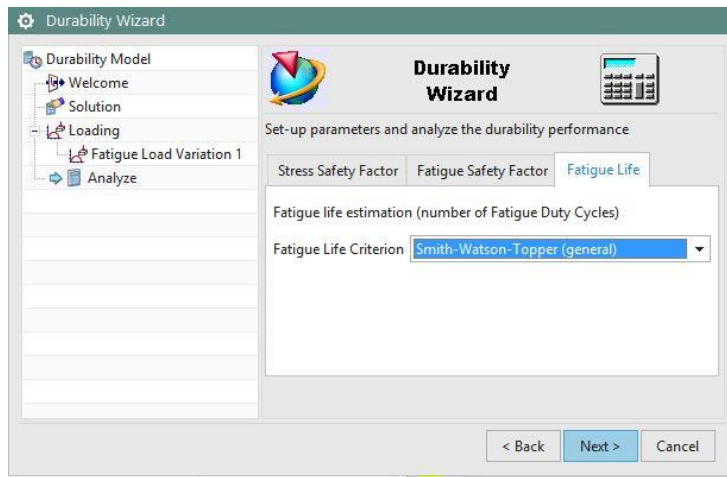 Durability Wizard
Durability Model
Welcome
Solution
Loading
Fatigue Load Variation 1
Analyze
Durability
Wizard
Set-up parameters and analyze the durability performance
Stress Safety Factor Fatigue Safety Factor Fatigue Life
Fatigue life estimation (number of Fatigue Duty Cycles)
Fatigue Life Criterion Smith-Watson-Topper (general)
< Back Next > Cancel